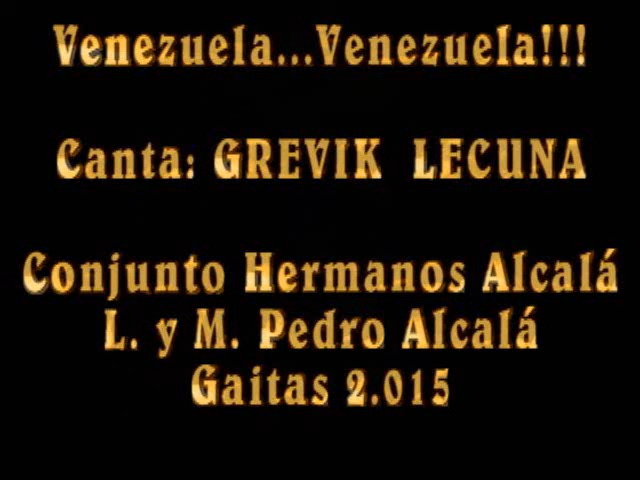 Venezuela...Venezuela!!!
Canta: GREVIK LECUNA
Conjunto Hermanos Alcalá
L. y M. Pedro Alcalá
Gaitas 2.015